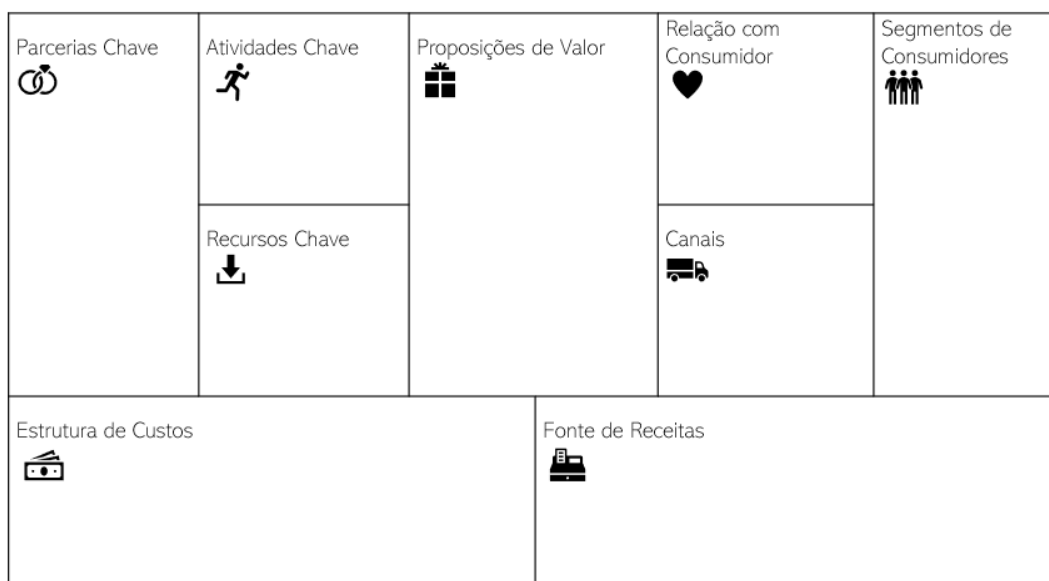 Parcerias Chave
Atividades Chave
Proposições de Valor
Relação com
Consumidor
Segmentos de
Consumidores
Recursos Chave
Canais
Estrutura de Custos
Fonte de Receitas